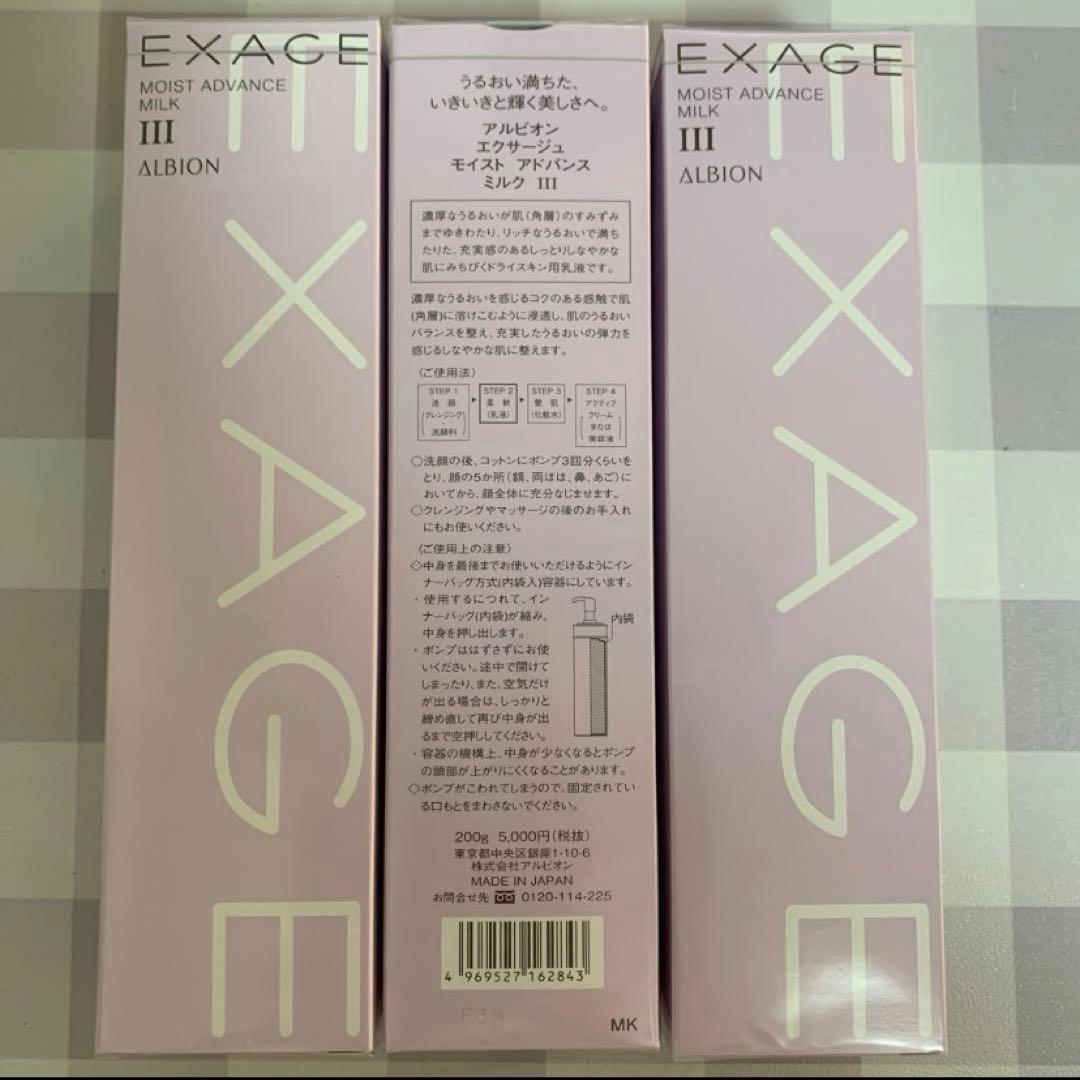 EXAGE
MOIST ADVANCE
MILK
III
ALBION
EXAGE
うるおい満ちた、
いきいきと輝く美しさへ。
アルビオン
エクサージュ
モイスト アドバンス
ミルク III
濃厚なうるおいが肌(角層)のすみずみ
までゆきわたり、リッチなうるおいで満ち
たりた、充実感のあるしっとりしなやかな
肌にみちびくドライスキン用乳液です。
濃厚なうるおいを感じるコクのある感触で肌
(角層)に溶けこむように浸透し、肌のうるおい
バランスを整え、充実したうるおいの弾力を
感じるしなやかな肌に整えます。
〈ご使用法〉
STEP 1
洗顔
(クレンジング・
洗顔料)
STEP 2
柔軟
(乳液)
STEP 3
整肌
(化粧水)
STEP 4
アクティブ
(クリーム
または
美容液)
○洗顔の後、コットンにポンプ3回分くらいを
とり、顔の5か所(額、両ほほ、鼻、あご)に
おいてから、顔全体に充分なじませます。
○クレンジングやマッサージの後のお手入れ
にもお使いください。
〈ご使用上の注意〉
◇中身を最後までお使いいただけるようにイン
ナーバッグ方式(内袋入)容器にしています。
・使用するにつれて、イン
ナーバッグ(内袋)が縮み、
中身を押し出します。
内袋
・ポンプははずさずにお使
いください。途中で開けて
しまったり、また、空気だけ
が出る場合は、しっかりと
締め直して再び中身が出
るまで空押ししてください。
・容器の機構上、中身が少なくなるとポンプ
の頭部が上がりにくくなることがあります。
◇ポンプがこわれてしまうので、固定されてい
る口もとをまわさないでください。
200g 5,000円(税抜)
東京都中央区銀座1-10-6
株式会社アルビオン
MADE IN JAPAN
お問合せ先 0120-114-225
4 969527 162843
MK
EXAGE
MOIST ADVANCE
MILK
III
ALBION
EXAGE